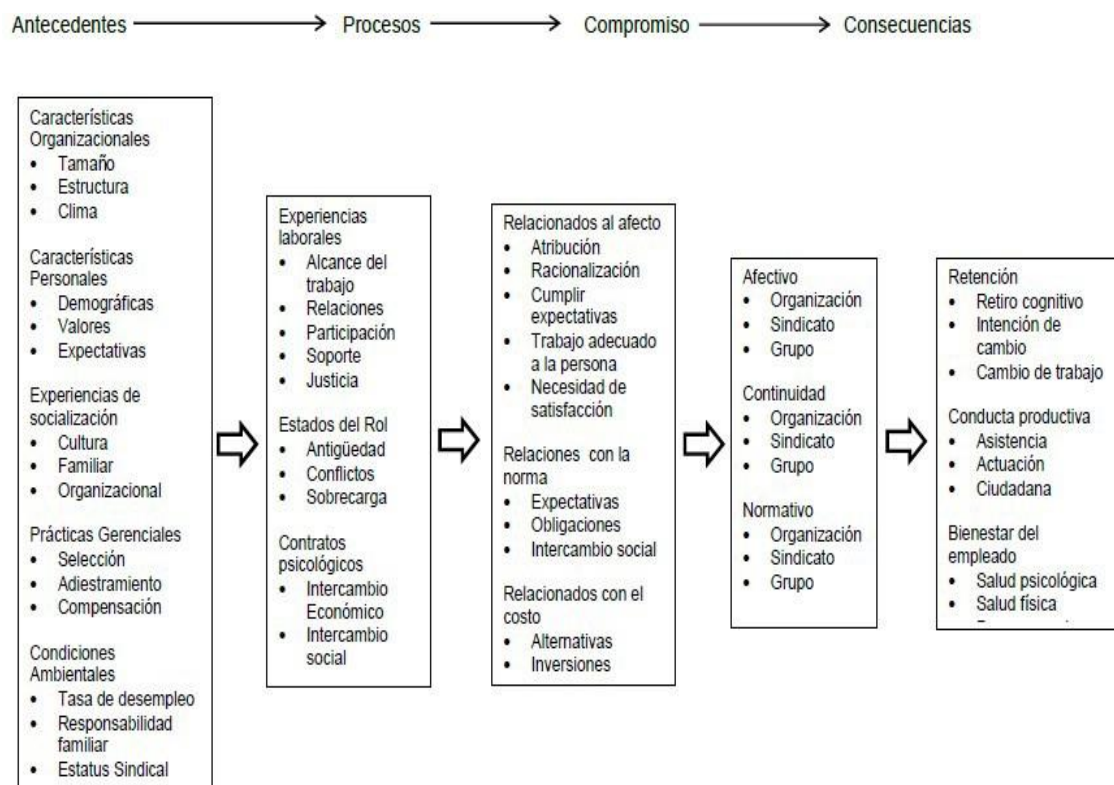 Antecedentes Procesos Compromiso Consecuencias
Características
Organizacionales
• Tamaño
• Estructura
• Clima
Características
Personales
• Demográficas
• Valores
• Expectativas
Experiencias de
socialización
• Cultura
• Familiar
• Organizacional
Prácticas Gerenciales
• Selección
• Adiestramiento
• Compensación
Condiciones
Ambientales
• Tasa de desempleo
• Responsabilidad
familiar
• Estatus Sindical
Experiencias
laborales
• Alcance del
trabajo
• Relaciones
• Participación
• Soporte
• Justicia
Estados del Rol
• Antigüedad
• Conflictos
• Sobrecarga
Contratos
psicológicos
• Intercambio
Económico
• Intercambio
social
Relacionados al afecto
• Atribución
• Racionalización
• Cumplir
expectativas
• Trabajo adecuado
a la persona
• Necesidad de
satisfacción
Relaciones con la
norma
• Expectativas
• Obligaciones
• Intercambio social
Relacionados con el
costo
• Alternativas
• Inversiones
Afectivo
• Organización
• Sindicato
• Grupo
Continuidad
• Organización
• Sindicato
• Grupo
Normativo
• Organización
• Sindicato
• Grupo
Retención
• Retiro cognitivo
• Intención de
cambio
• Cambio de trabajo
Conducta productiva
• Asistencia
• Actuación
• Ciudadana
Bienestar del
empleado
• Salud psicológica
• Salud física